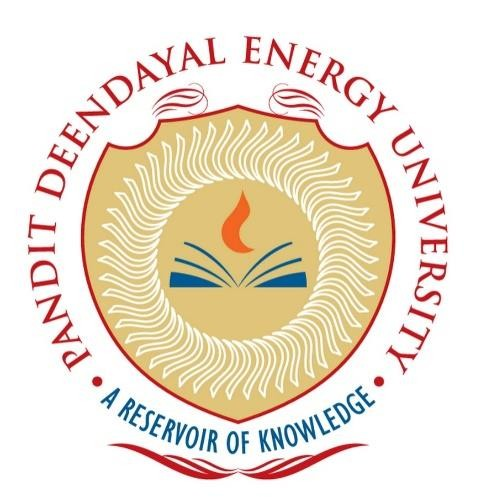 PANDIT DEENDAYAL ENERGY UNIVERSITY
• A RESERVOIR OF KNOWLEDGE •